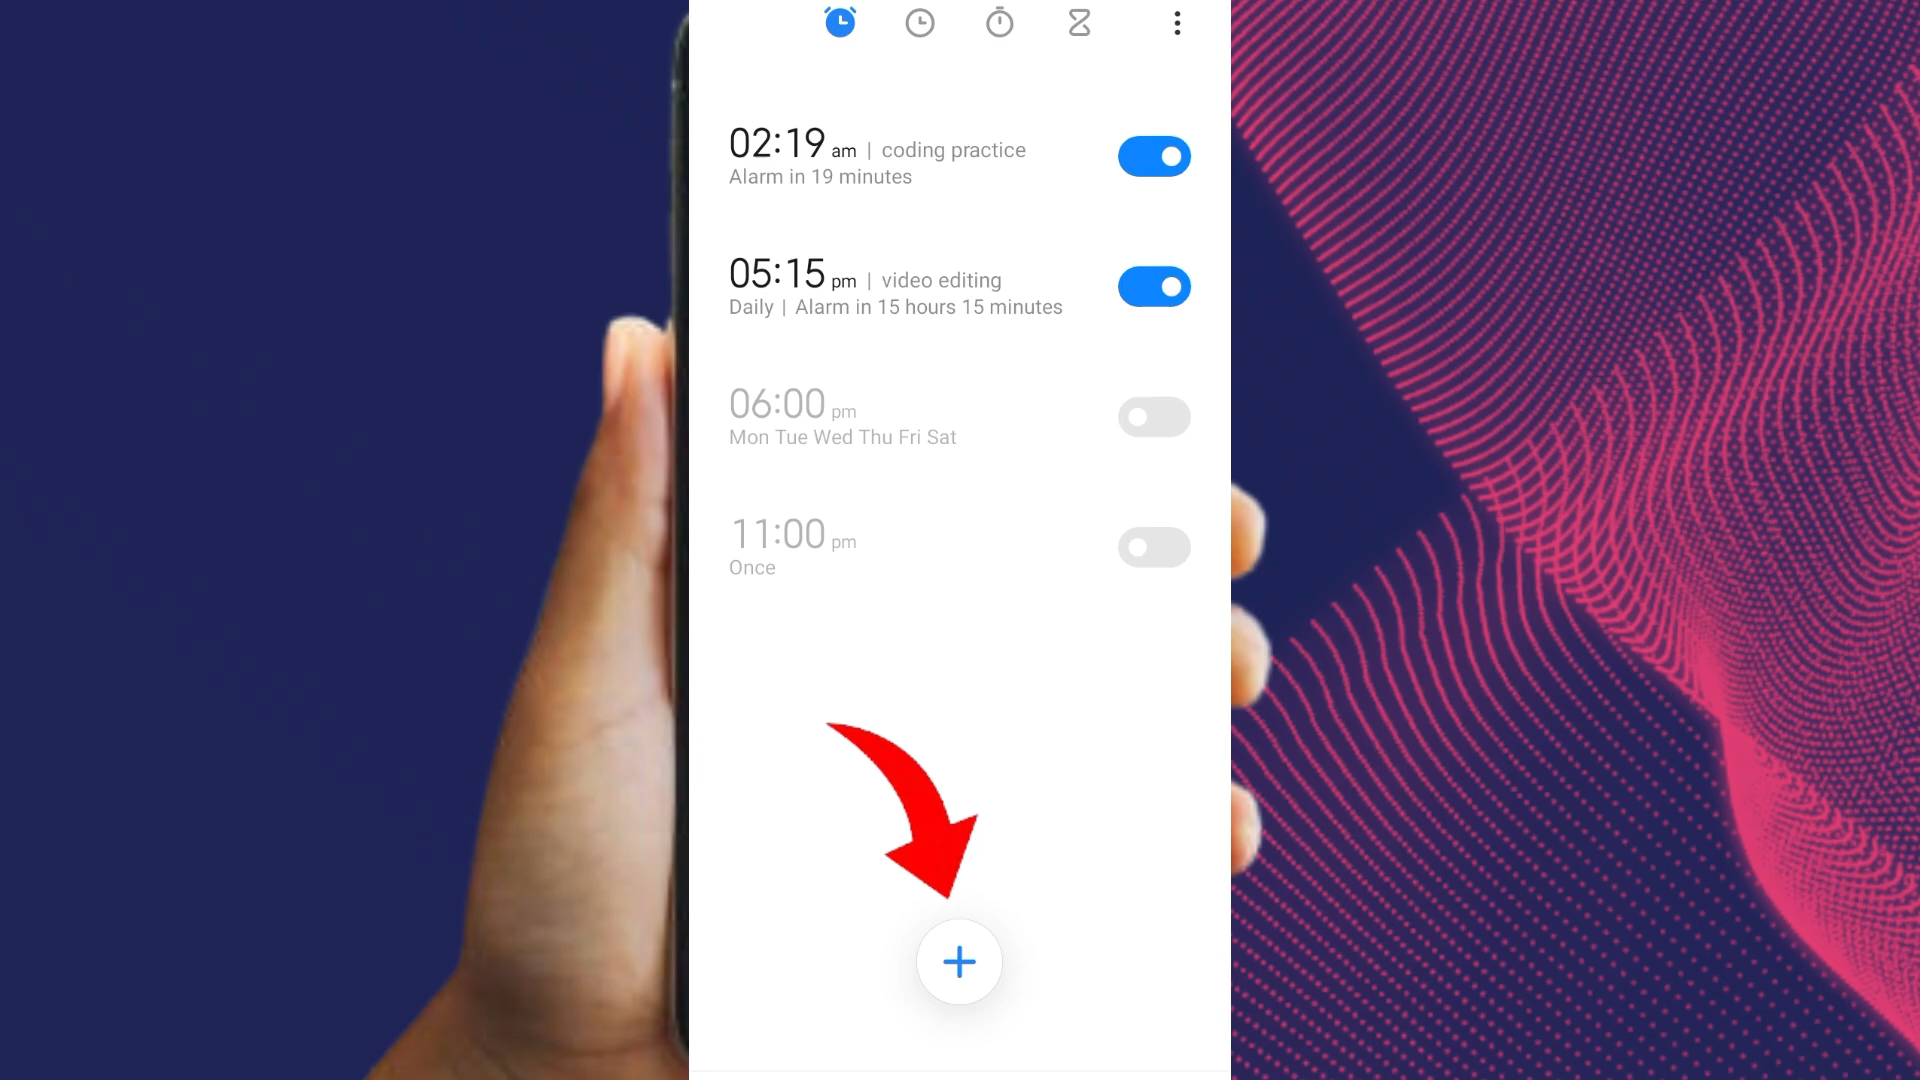 02:19 am | coding practice
Alarm in 19 minutes
05:15 pm | video editing
Daily | Alarm in 15 hours 15 minutes
06:00 pm
Mon Tue Wed Thu Fri Sat
11:00 pm
Once